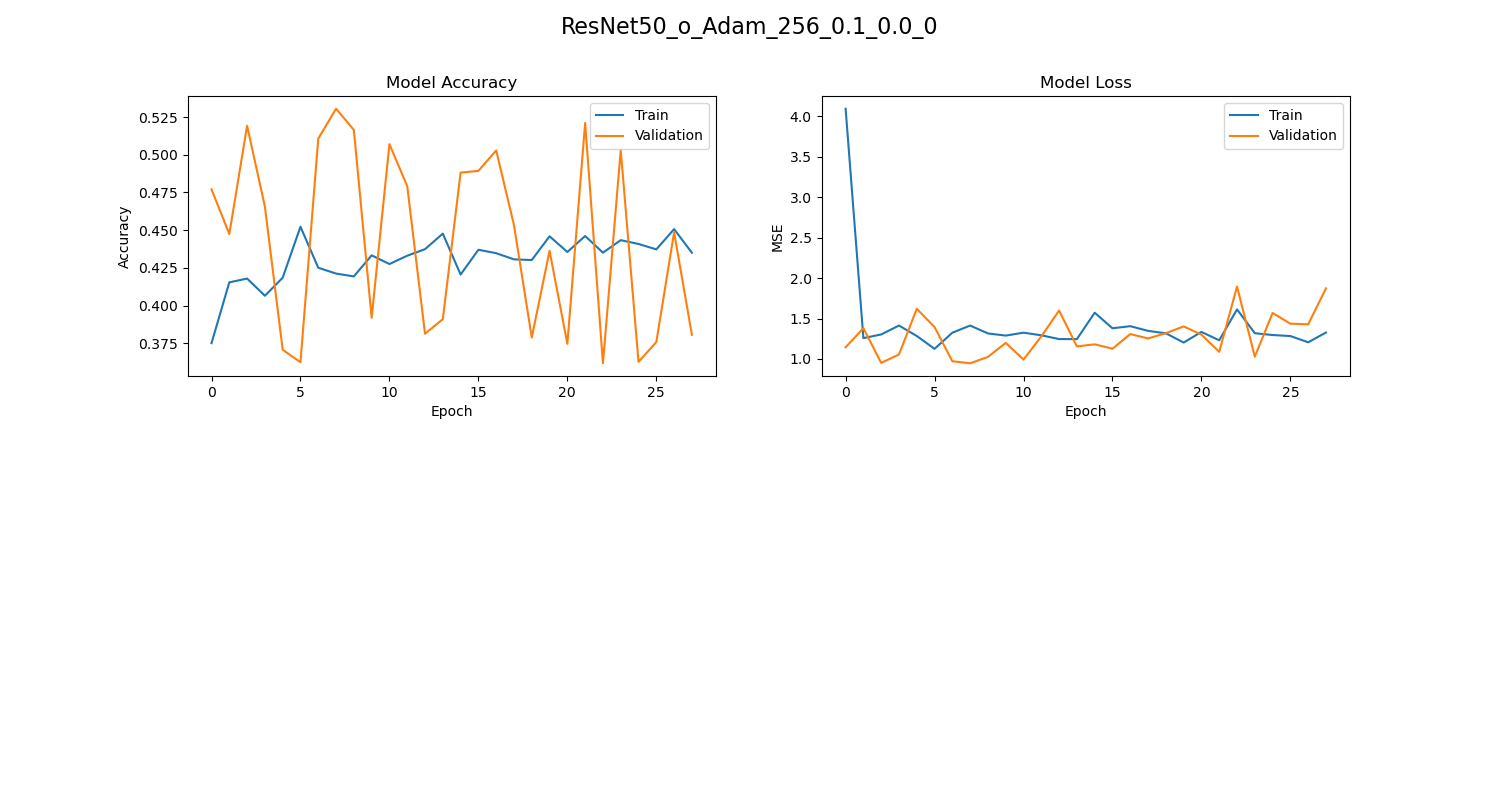 ResNet50_o_Adam_256_0.1_0.0_0
Model Accuracy
Train
Validation
0.525
0.500
0.475
0.450
0.425
0.400
0.375
Accuracy
0 5 10 15 20 25
Epoch
Model Loss
Train
Validation
4.0
3.5
3.0
2.5
2.0
1.5
1.0
MSE
0 5 10 15 20 25
Epoch